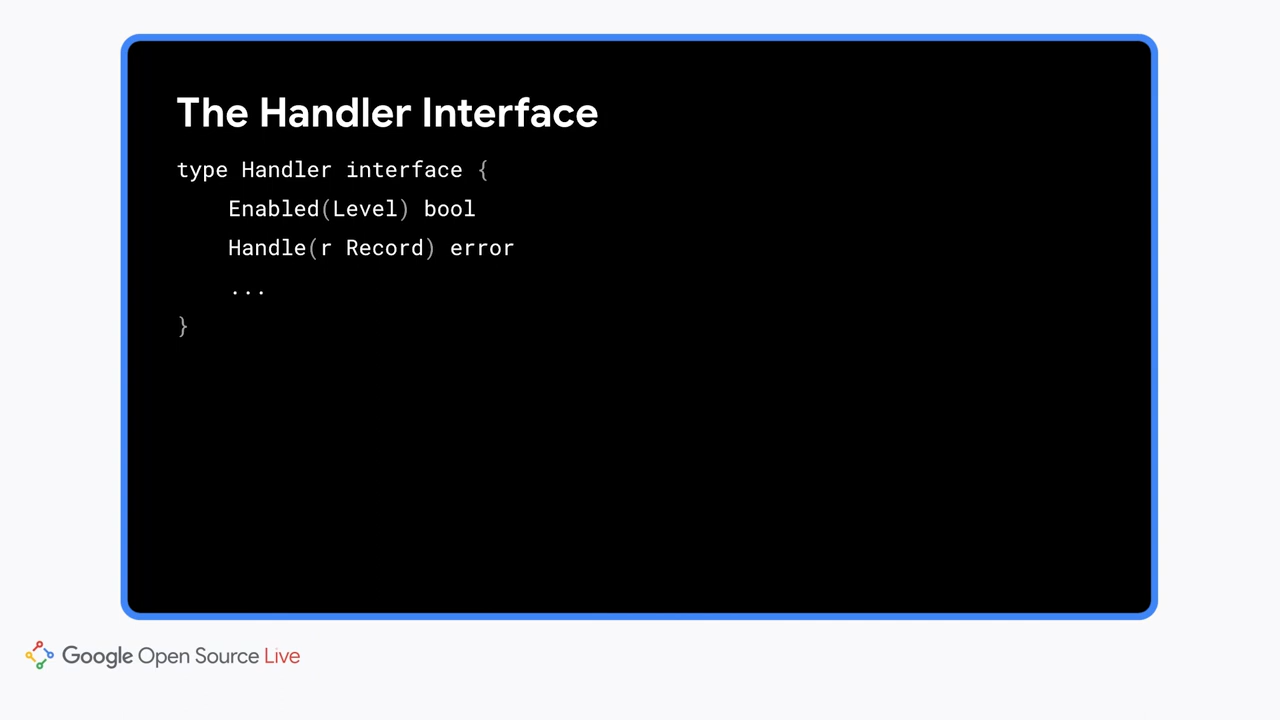 The Handler Interface
type Handler interface {
    Enabled(Level) bool
    Handle(r Record) error
    ...
}
Google Open Source Live